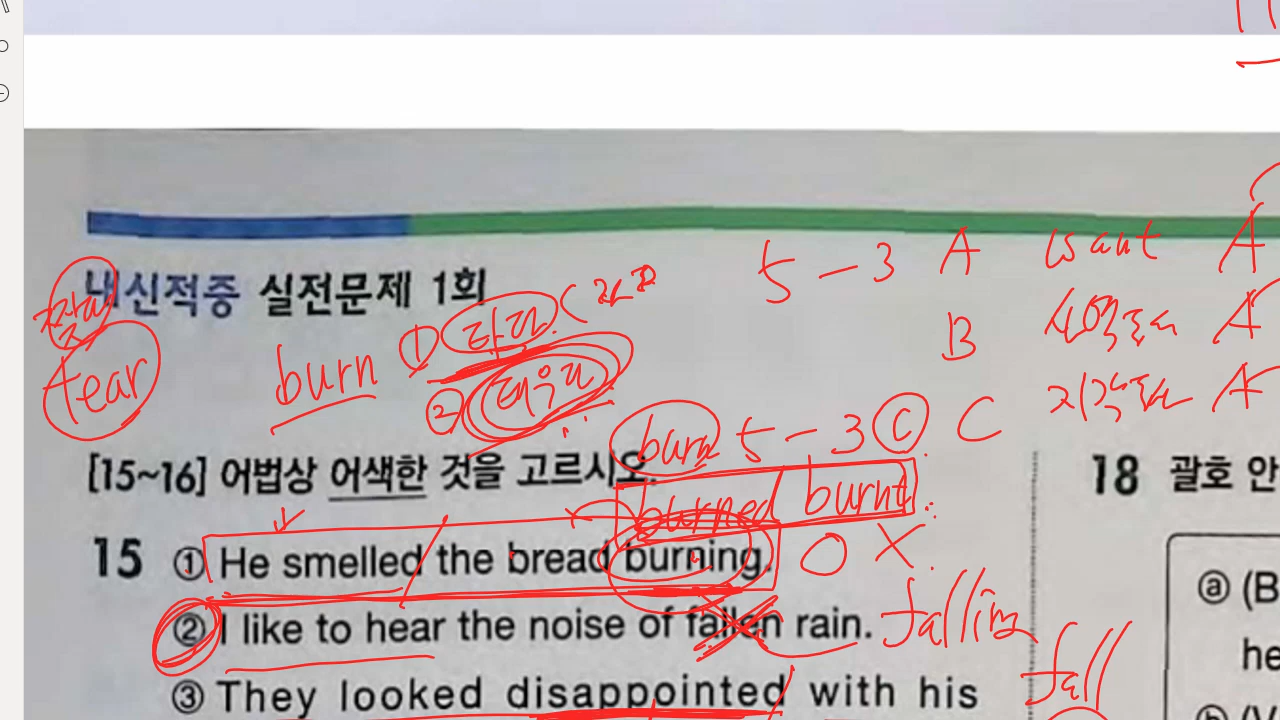 5-3 A want A
내신적중 실전문제 1회
B 사역동사 A
tear burn ① 타다
② 태우다
C 지각동사 A
burn 5-3 ⓒ
[15~16] 어법상 어색한 것을 고르시오.
burned burnt
18 괄호 안
15 ① He smelled the bread burning. O X
ⓐ (B
② I like to hear the noise of fallen rain. falling
he
③ They looked disappointed with his fall